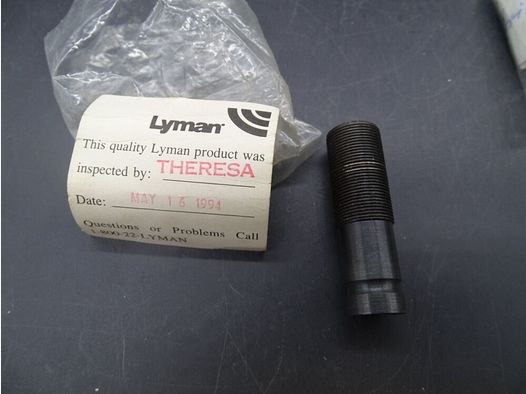 Lyman
This quality Lyman product was
inspected by: THERESA
Date: MAY 16 1994
Questions or Problems Call
1-800-22-LYMAN